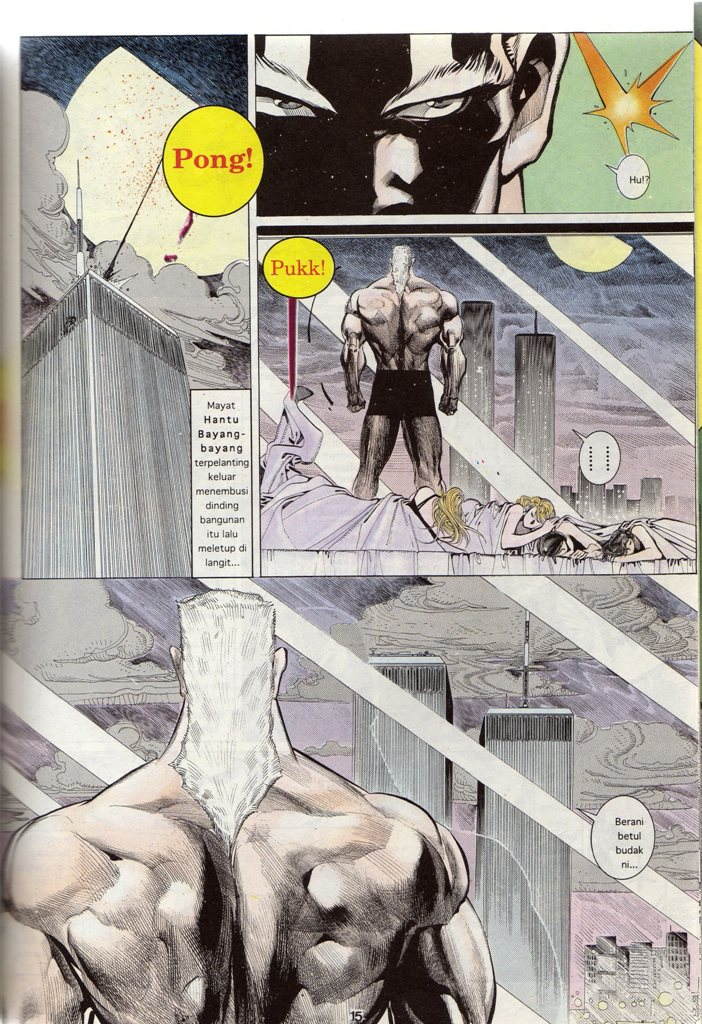 Pong!
Mayat
Hantu
Bayang-
bayang
terpelanting
keluar
menembusi
dinding
bangunan
itu lalu
meletup di
langit...
Hu!?
Pukk!
Berani
betul
budak
ni...
15